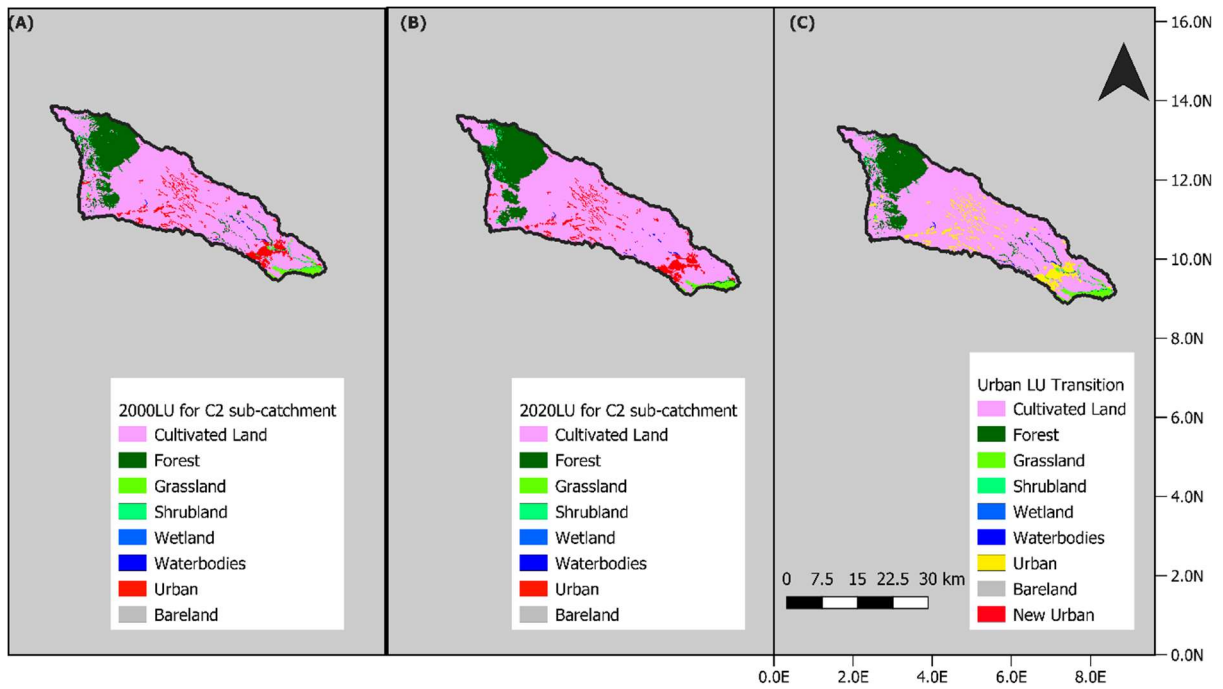 (A)
(B)
(C)
16.0N
14.0N
12.0N
10.0N
8.0N
6.0N
4.0N
2.0N
0.0N
2000LU for C2 sub-catchment
Cultivated Land
Forest
Grassland
Shrubland
Wetland
Waterbodies
Urban
Bareland
2020LU for C2 sub-catchment
Cultivated Land
Forest
Grassland
Shrubland
Wetland
Waterbodies
Urban
Bareland
Urban LU Transition
Cultivated Land
Forest
Grassland
Shrubland
Wetland
Waterbodies
Urban
Bareland
New Urban
0 7.5 15 22.5 30 km
0.0E 2.0E 4.0E 6.0E 8.0E